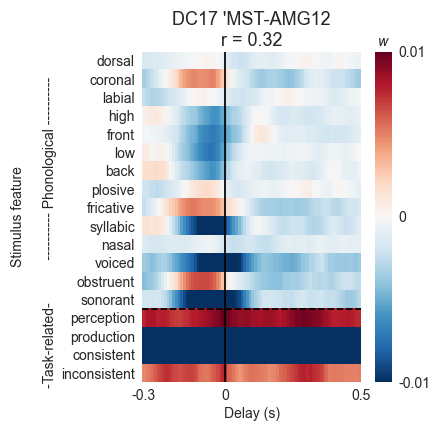 DC17 'MST-AMG12
r = 0.32
w
dorsal
coronal
labial
high
front
low
back
plosive
fricative
syllabic
nasal
voiced
obstruent
sonorant
perception
production
consistent
inconsistent
Stimulus feature
-Task-related- ---------- Phonological ----------
-0.3 0 0.5
Delay (s)
0.01
0
-0.01